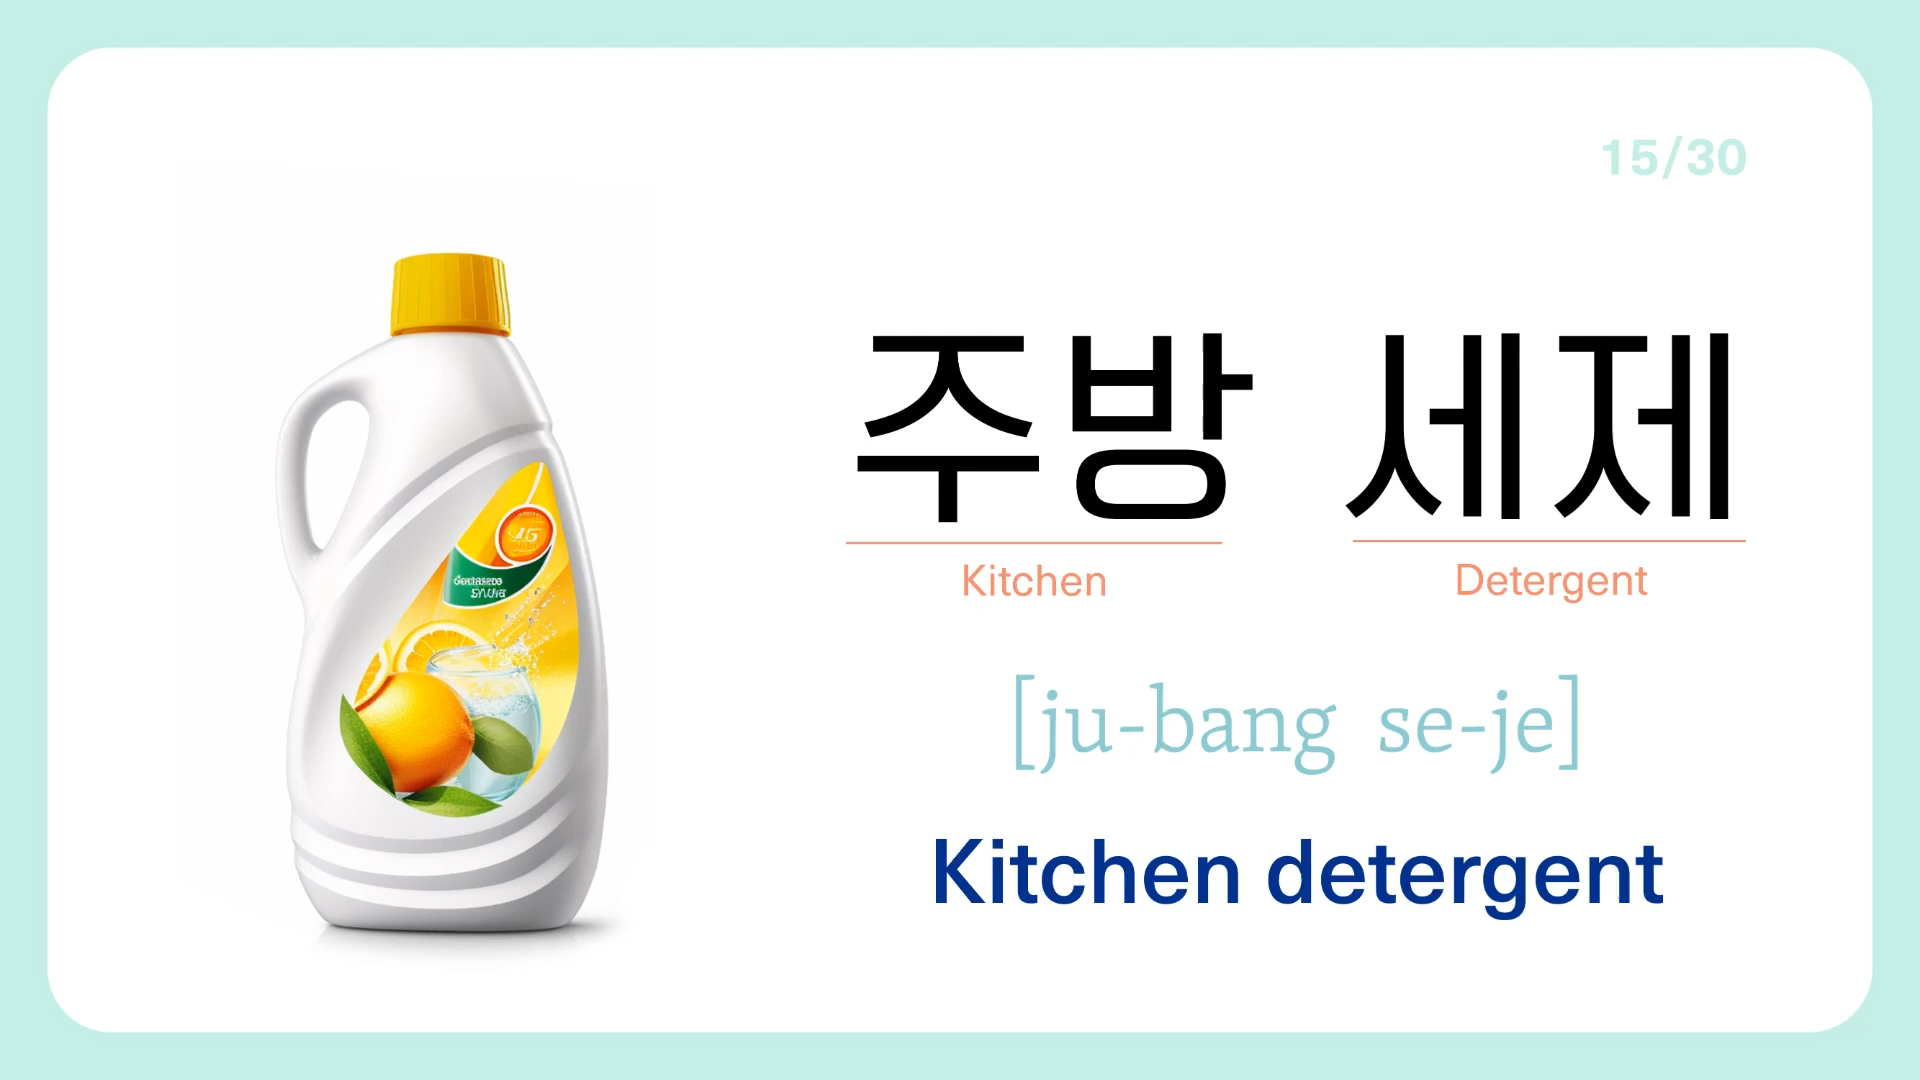 15/30
주방 세제
Kitchen Detergent
[ju-bang se-je]
Kitchen detergent